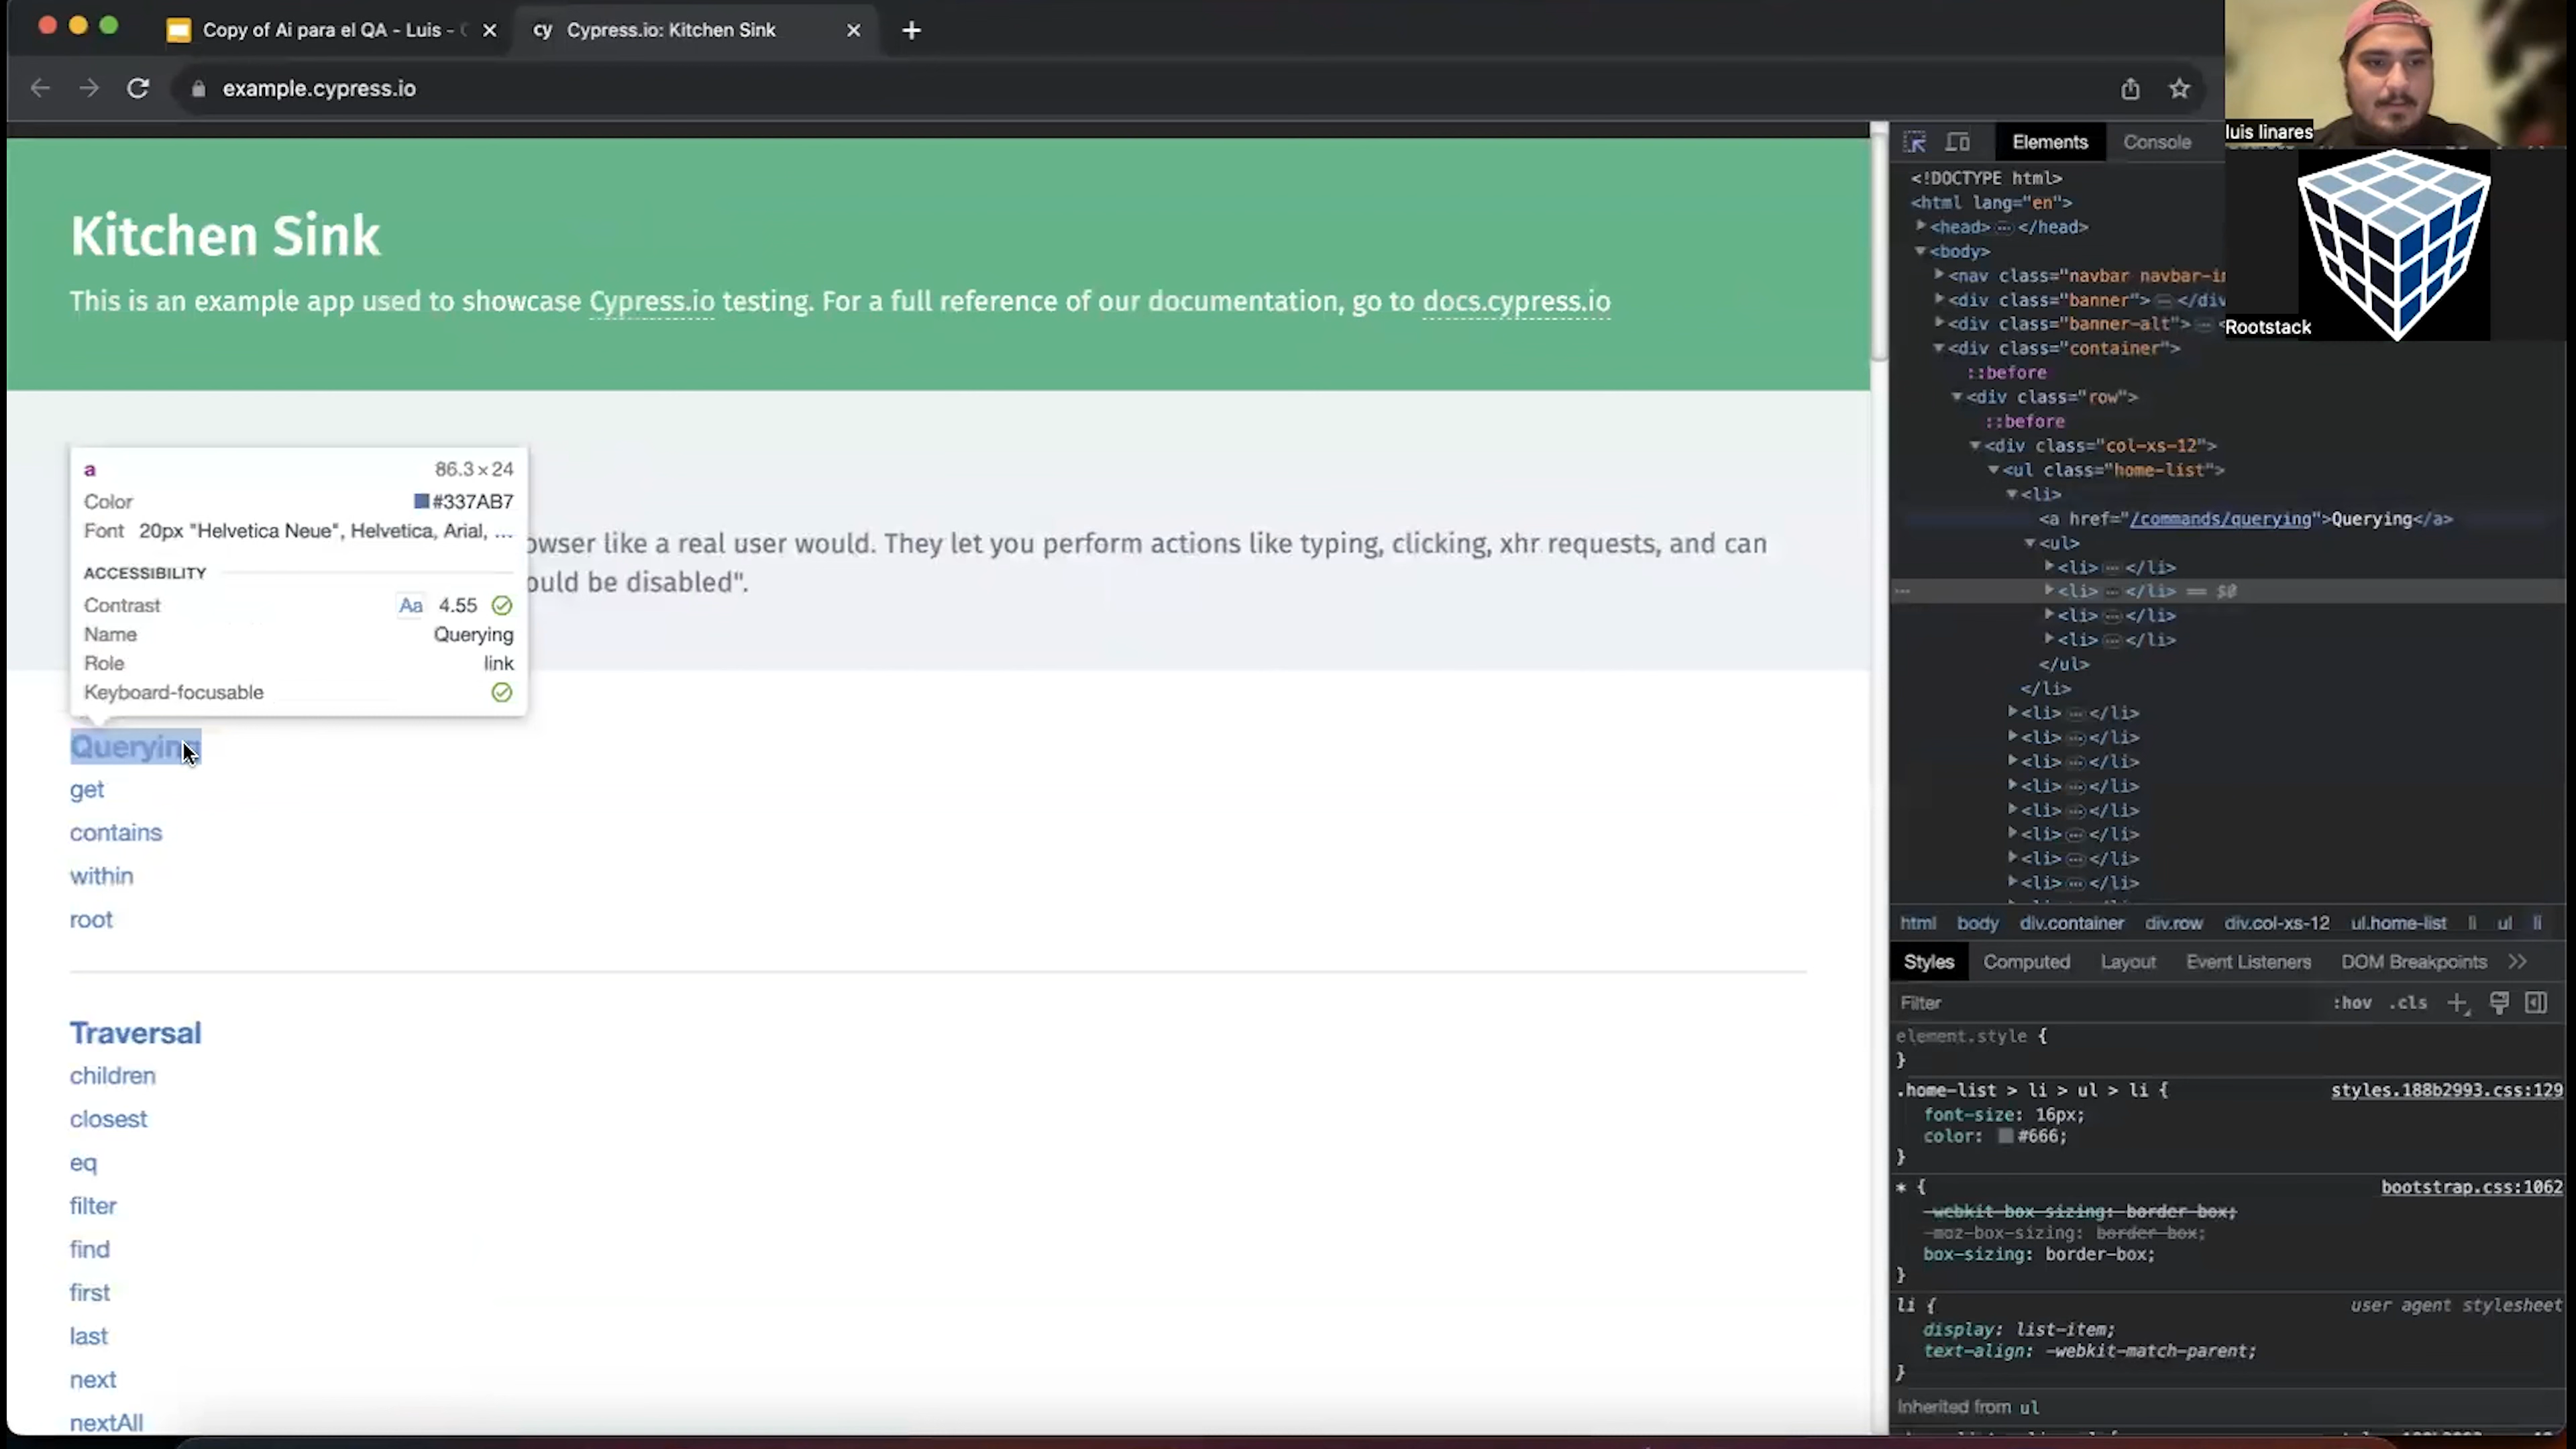 Copy of Ai para el QA - Luis -
cy Cypress.io: Kitchen Sink
example.cypress.io
luis linares
Rootstack
Kitchen Sink
This is an example app used to showcase Cypress.io testing. For a full reference of our documentation, go to docs.cypress.io
a 86.3 × 24
Color #337AB7
Font 20px "Helvetica Neue", Helvetica, Arial, ...
ACCESSIBILITY
Contrast Aa 4.55
Name Querying
Role link
Keyboard-focusable
like a real user would. They let you perform actions like typing, clicking, xhr requests, and can
be disabled".
Querying
get
contains
within
root
Traversal
children
closest
eq
filter
find
first
last
next
nextAll
Elements Console
<!DOCTYPE html>
<html lang="en">
<head> ... </head>
<body>
<nav class="navbar
<div class="banner"> ... </div
<div class="banner-alt"> ... <
<div class="container">
::before
<div class="row">
::before
<div class="col-xs-12">
<ul class="home-list">
<li>
<a href="/commands/querying">Querying</a>
<ul>
<li> ... </li>
<li> ... </li> == $0
<li> ... </li>
<li> ... </li>
</ul>
</li>
<li> ... </li>
<li> ... </li>
<li> ... </li>
<li> ... </li>
<li> ... </li>
<li> ... </li>
<li> ... </li>
<li> ... </li>
html body div.container div.row div.col-xs-12 ul.home-list li ul li
Styles Computed Layout Event Listeners DOM Breakpoints >>
Filter :hov .cls +
element.style {
}
.home-list > li > ul > li { styles.188b2993.css:129
font-size: 16px;
color: #666;
}
* { bootstrap.css:1062
-webkit-box-sizing: border-box;
-moz-box-sizing: border-box;
box-sizing: border-box;
}
li { user agent stylesheet
display: list-item;
text-align: -webkit-match-parent;
}
Inherited from ul